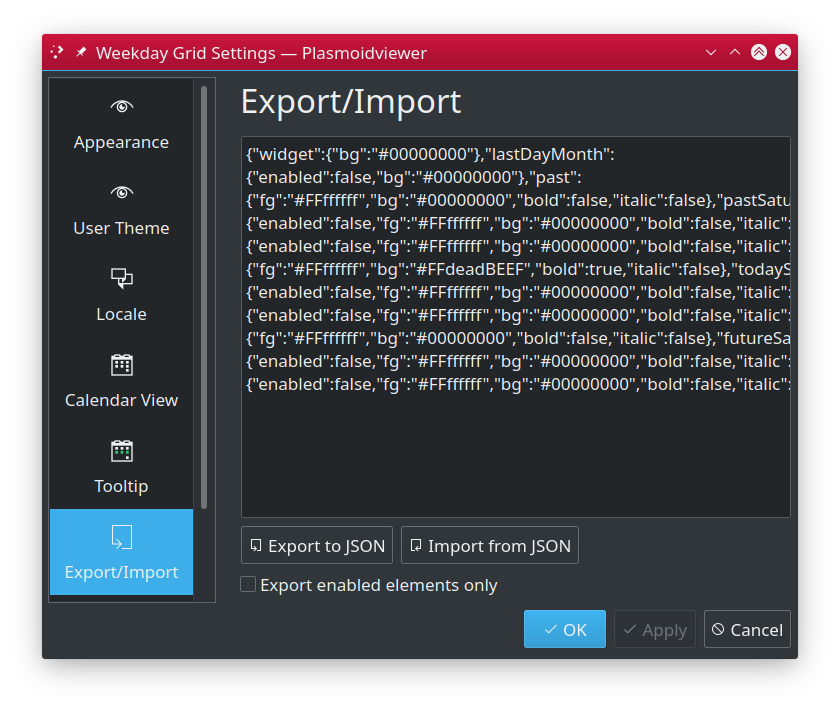 Weekday Grid Settings — Plasmoidviewer
Appearance
User Theme
Locale
Calendar View
Tooltip
Export/Import
Export/Import
{"widget":{"bg":"#00000000"},"lastDayMonth":
{"enabled":false,"bg":"#00000000"},"past":
{"fg":"#FFffffff","bg":"#00000000","bold":false,"italic":false},"pastSatu
{"enabled":false,"fg":"#FFffffff","bg":"#00000000","bold":false,"italic":
{"enabled":false,"fg":"#FFffffff","bg":"#00000000","bold":false,"italic":
{"fg":"#FFffffff","bg":"#FFdeadBEEF","bold":true,"italic":false},"todayS
{"enabled":false,"fg":"#FFffffff","bg":"#00000000","bold":false,"italic":
{"enabled":false,"fg":"#FFffffff","bg":"#00000000","bold":false,"italic":
{"fg":"#FFffffff","bg":"#00000000","bold":false,"italic":false},"futureSa
{"enabled":false,"fg":"#FFffffff","bg":"#00000000","bold":false,"italic":
{"enabled":false,"fg":"#FFffffff","bg":"#00000000","bold":false,"italic":
Export to JSON
Import from JSON
Export enabled elements only
OK
Apply
Cancel